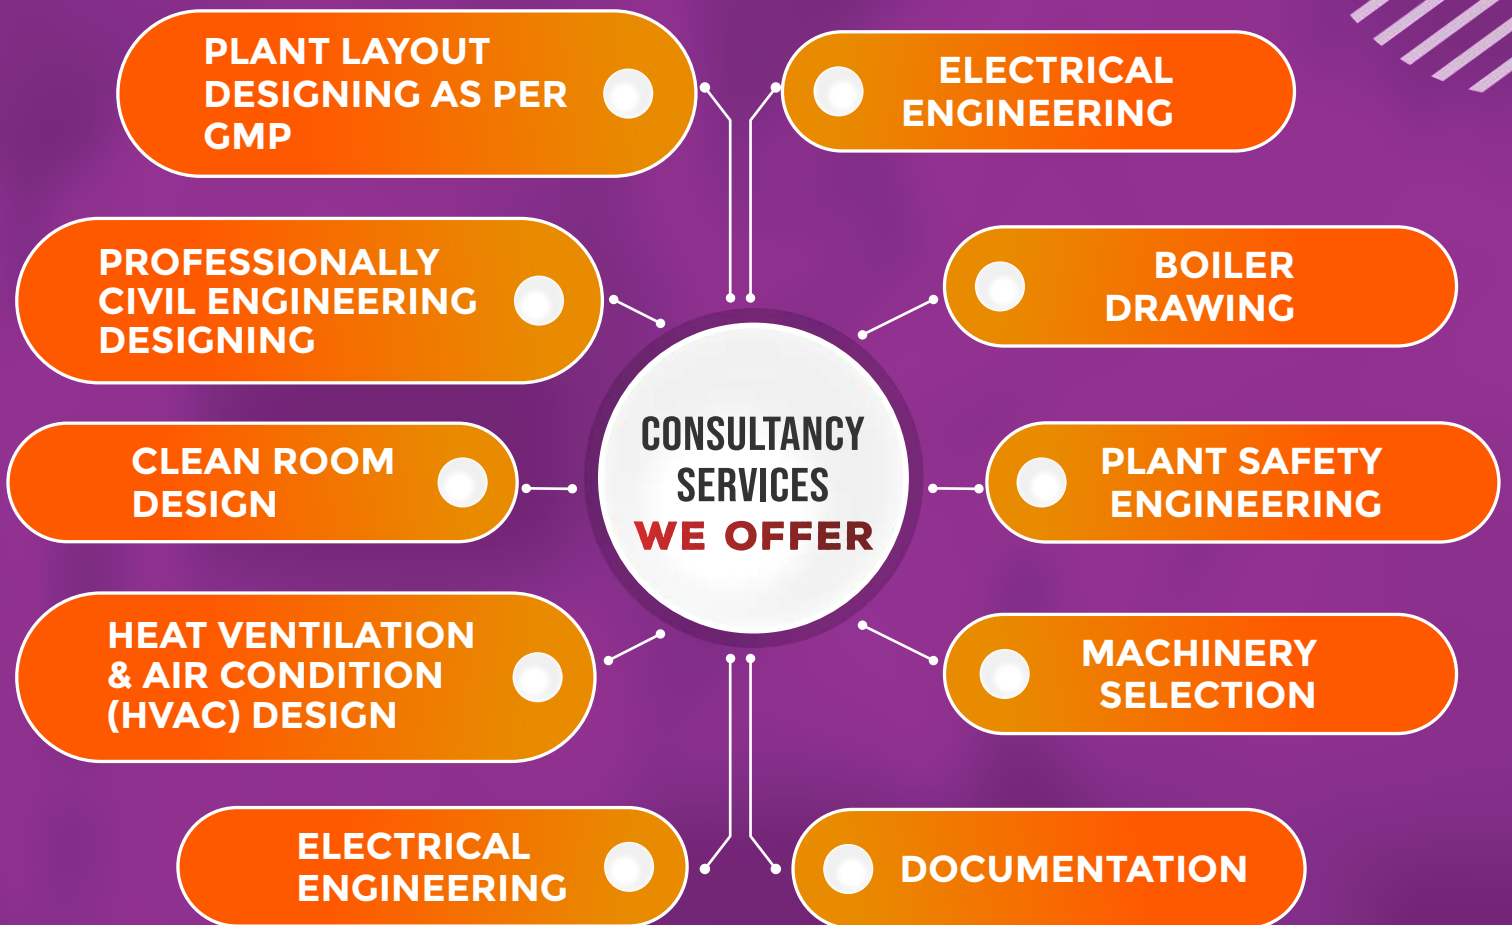 PLANT LAYOUT
DESIGNING AS PER
GMP
PROFESSIONALLY
CIVIL ENGINEERING
DESIGNING
CLEAN ROOM
DESIGN
HEAT VENTILATION
& AIR CONDITION
(HVAC) DESIGN
ELECTRICAL
ENGINEERING
CONSULTANCY
SERVICES
WE OFFER
ELECTRICAL
ENGINEERING
BOILER
DRAWING
PLANT SAFETY
ENGINEERING
MACHINERY
SELECTION
DOCUMENTATION